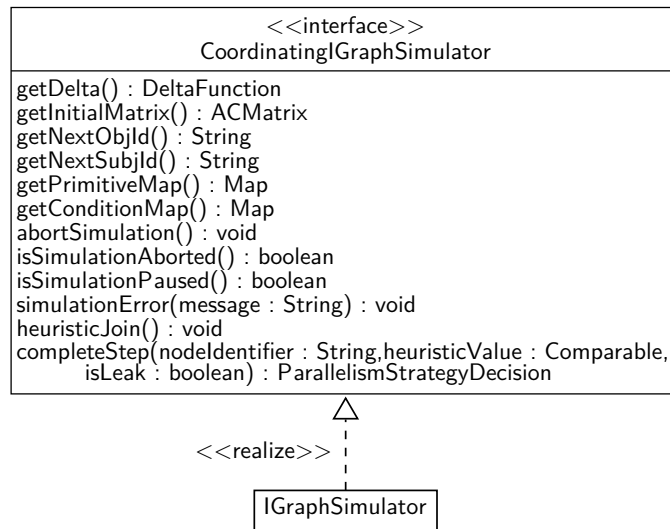 <<interface>>
CoordinatingIGraphSimulator
getDelta() : DeltaFunction
getInitialMatrix() : ACMatrix
getNextObjId() : String
getNextSubjId() : String
getPrimitiveMap() : Map
getConditionMap() : Map
abortSimulation() : void
isSimulationAborted() : boolean
isSimulationPaused() : boolean
simulationError(message : String) : void
heuristicJoin() : void
completeStep(nodeIdentifier : String,heuristicValue : Comparable,
isLeak : boolean) : ParallelismStrategyDecision
<<realize>>
IGraphSimulator